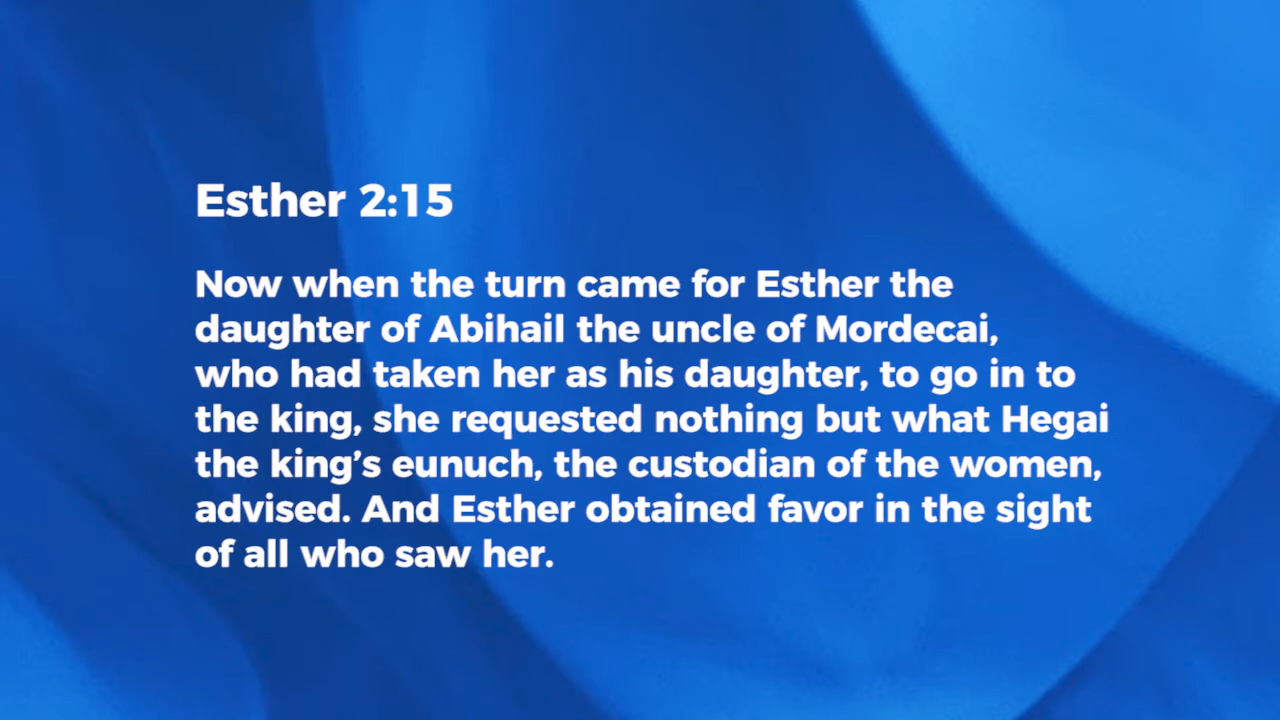 Esther 2:15
Now when the turn came for Esther the
daughter of Abihail the uncle of Mordecai,
who had taken her as his daughter, to go in to
the king, she requested nothing but what Hegai
the king’s eunuch, the custodian of the women,
advised. And Esther obtained favor in the sight
of all who saw her.